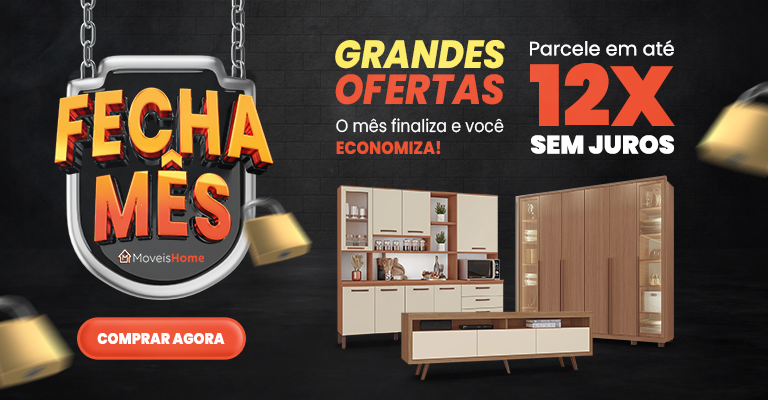 FECHA
MÊS
MoveisHome
COMPRAR AGORA
GRANDES
OFERTAS
O mês finaliza e você
ECONOMIZA!
Parcele em até
12X
SEM JUROS